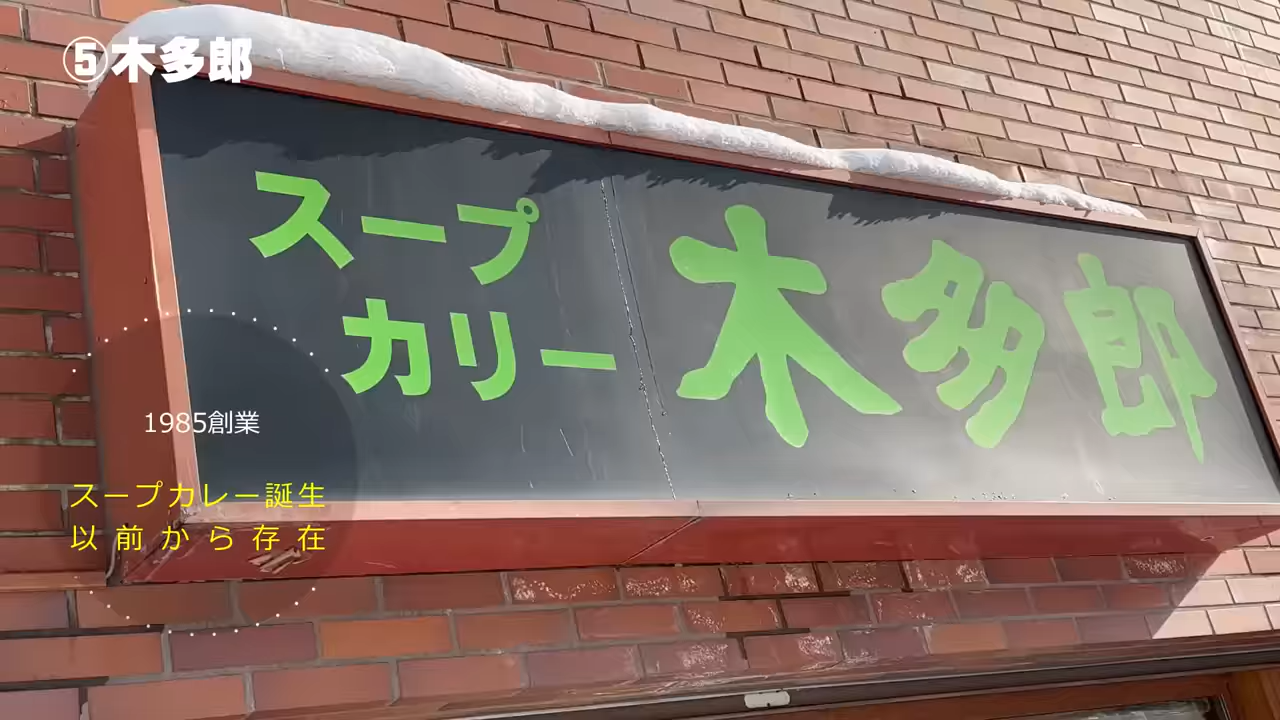 ⑤木多郎
スープ
カリー
木多郎
1985創業
スープカレー誕生
以前から存在